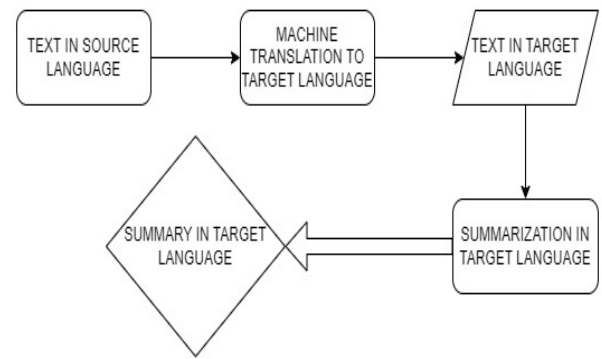 TEXT IN SOURCE
LANGUAGE
MACHINE
TRANSLATION TO
TARGET LANGUAGE
TEXT IN TARGET
LANGUAGE
SUMMARIZATION IN
TARGET LANGUAGE
SUMMARY IN TARGET
LANGUAGE